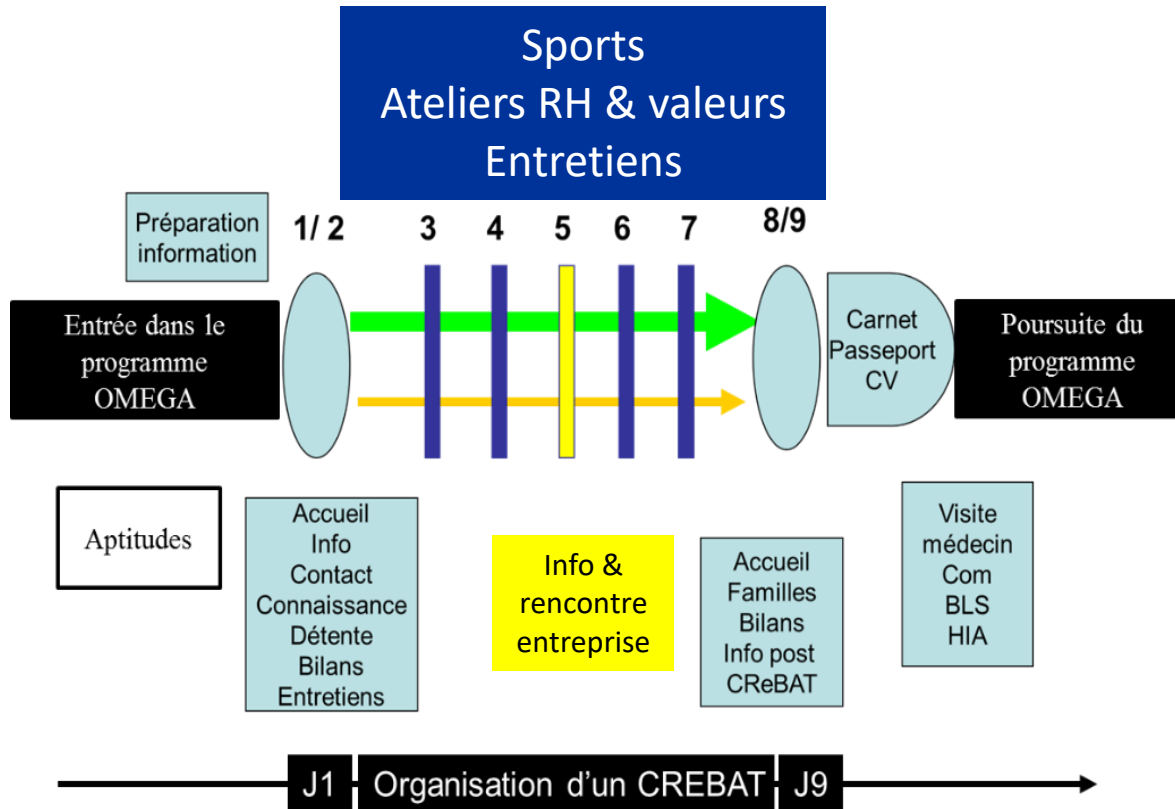 Sports
Ateliers RH & valeurs
Entretiens
Préparation
information
1/ 2
3
4
5
6
7
8/9
Entrée dans le
programme
OMEGA
Carnet
Passeport
CV
Poursuite du
programme
OMEGA
Aptitudes
Accueil
Info
Contact
Connaissance
Détente
Bilans
Entretiens
Info &
rencontre
entreprise
Accueil
Familles
Bilans
Info post
CReBAT
Visite
médecin
Com
BLS
HIA
J1
Organisation d'un CREBAT
J9